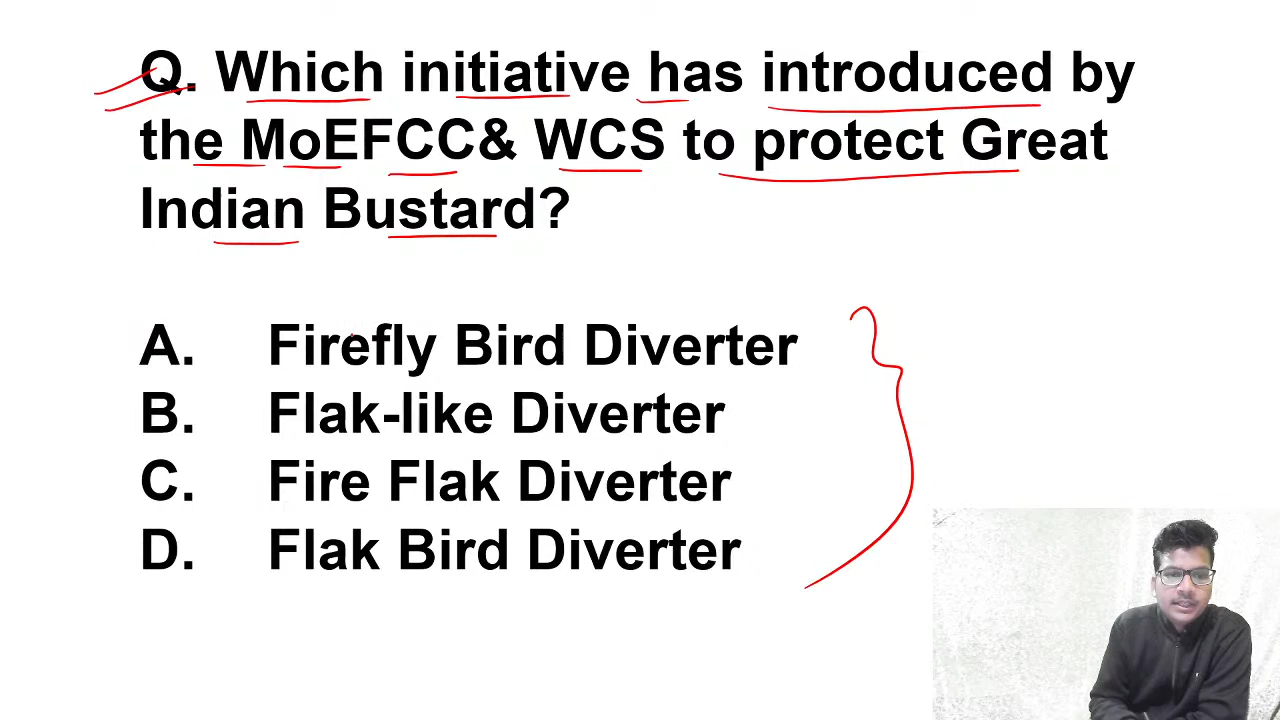 Q. Which initiative has introduced by
the MoEFCC& WCS to protect Great
Indian Bustard?
A. Firefly Bird Diverter
B. Flak-like Diverter
C. Fire Flak Diverter
D. Flak Bird Diverter